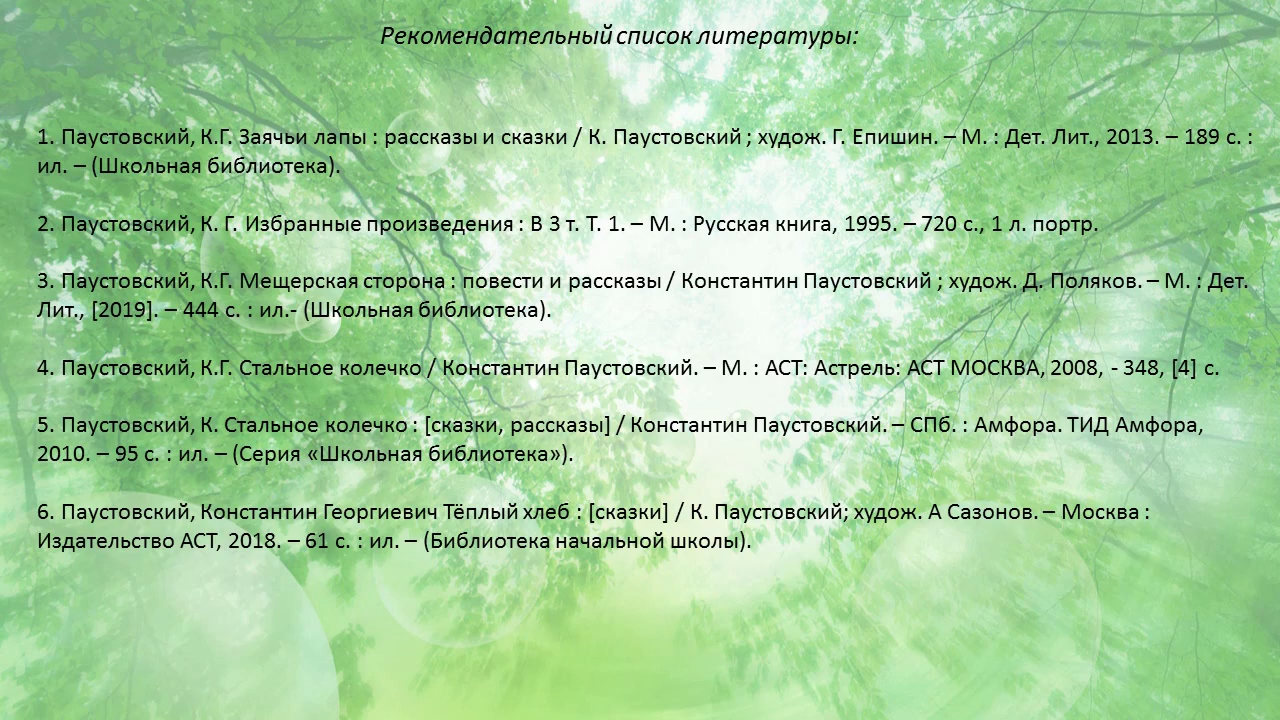 Рекомендательный список литературы:
1. Паустовский, К.Г. Заячьи лапы : рассказы и сказки / К. Паустовский ; худож. Г. Епишин. – М. : Дет. Лит., 2013. – 189 с. :
ил. – (Школьная библиотека).
2. Паустовский, К. Г. Избранные произведения : В 3 т. Т. 1. – М. : Русская книга, 1995. – 720 с., 1 л. портр.
3. Паустовский, К.Г. Мещерская сторона : повести и рассказы / Константин Паустовский ; худож. Д. Поляков. – М. : Дет.
Лит., [2019]. – 444 с. : ил.- (Школьная библиотека).
4. Паустовский, К.Г. Стальное колечко / Константин Паустовский. – М. : АСТ: Астрель: АСТ МОСКВА, 2008, - 348, [4] с.
5. Паустовский, К. Стальное колечко : [сказки, рассказы] / Константин Паустовский. – СПб. : Амфора. ТИД Амфора,
2010. – 95 с. : ил. – (Серия «Школьная библиотека»).
6. Паустовский, Константин Георгиевич Тёплый хлеб : [сказки] / К. Паустовский; худож. А Сазонов. – Москва :
Издательство АСТ, 2018. – 61 с. : ил. – (Библиотека начальной школы).